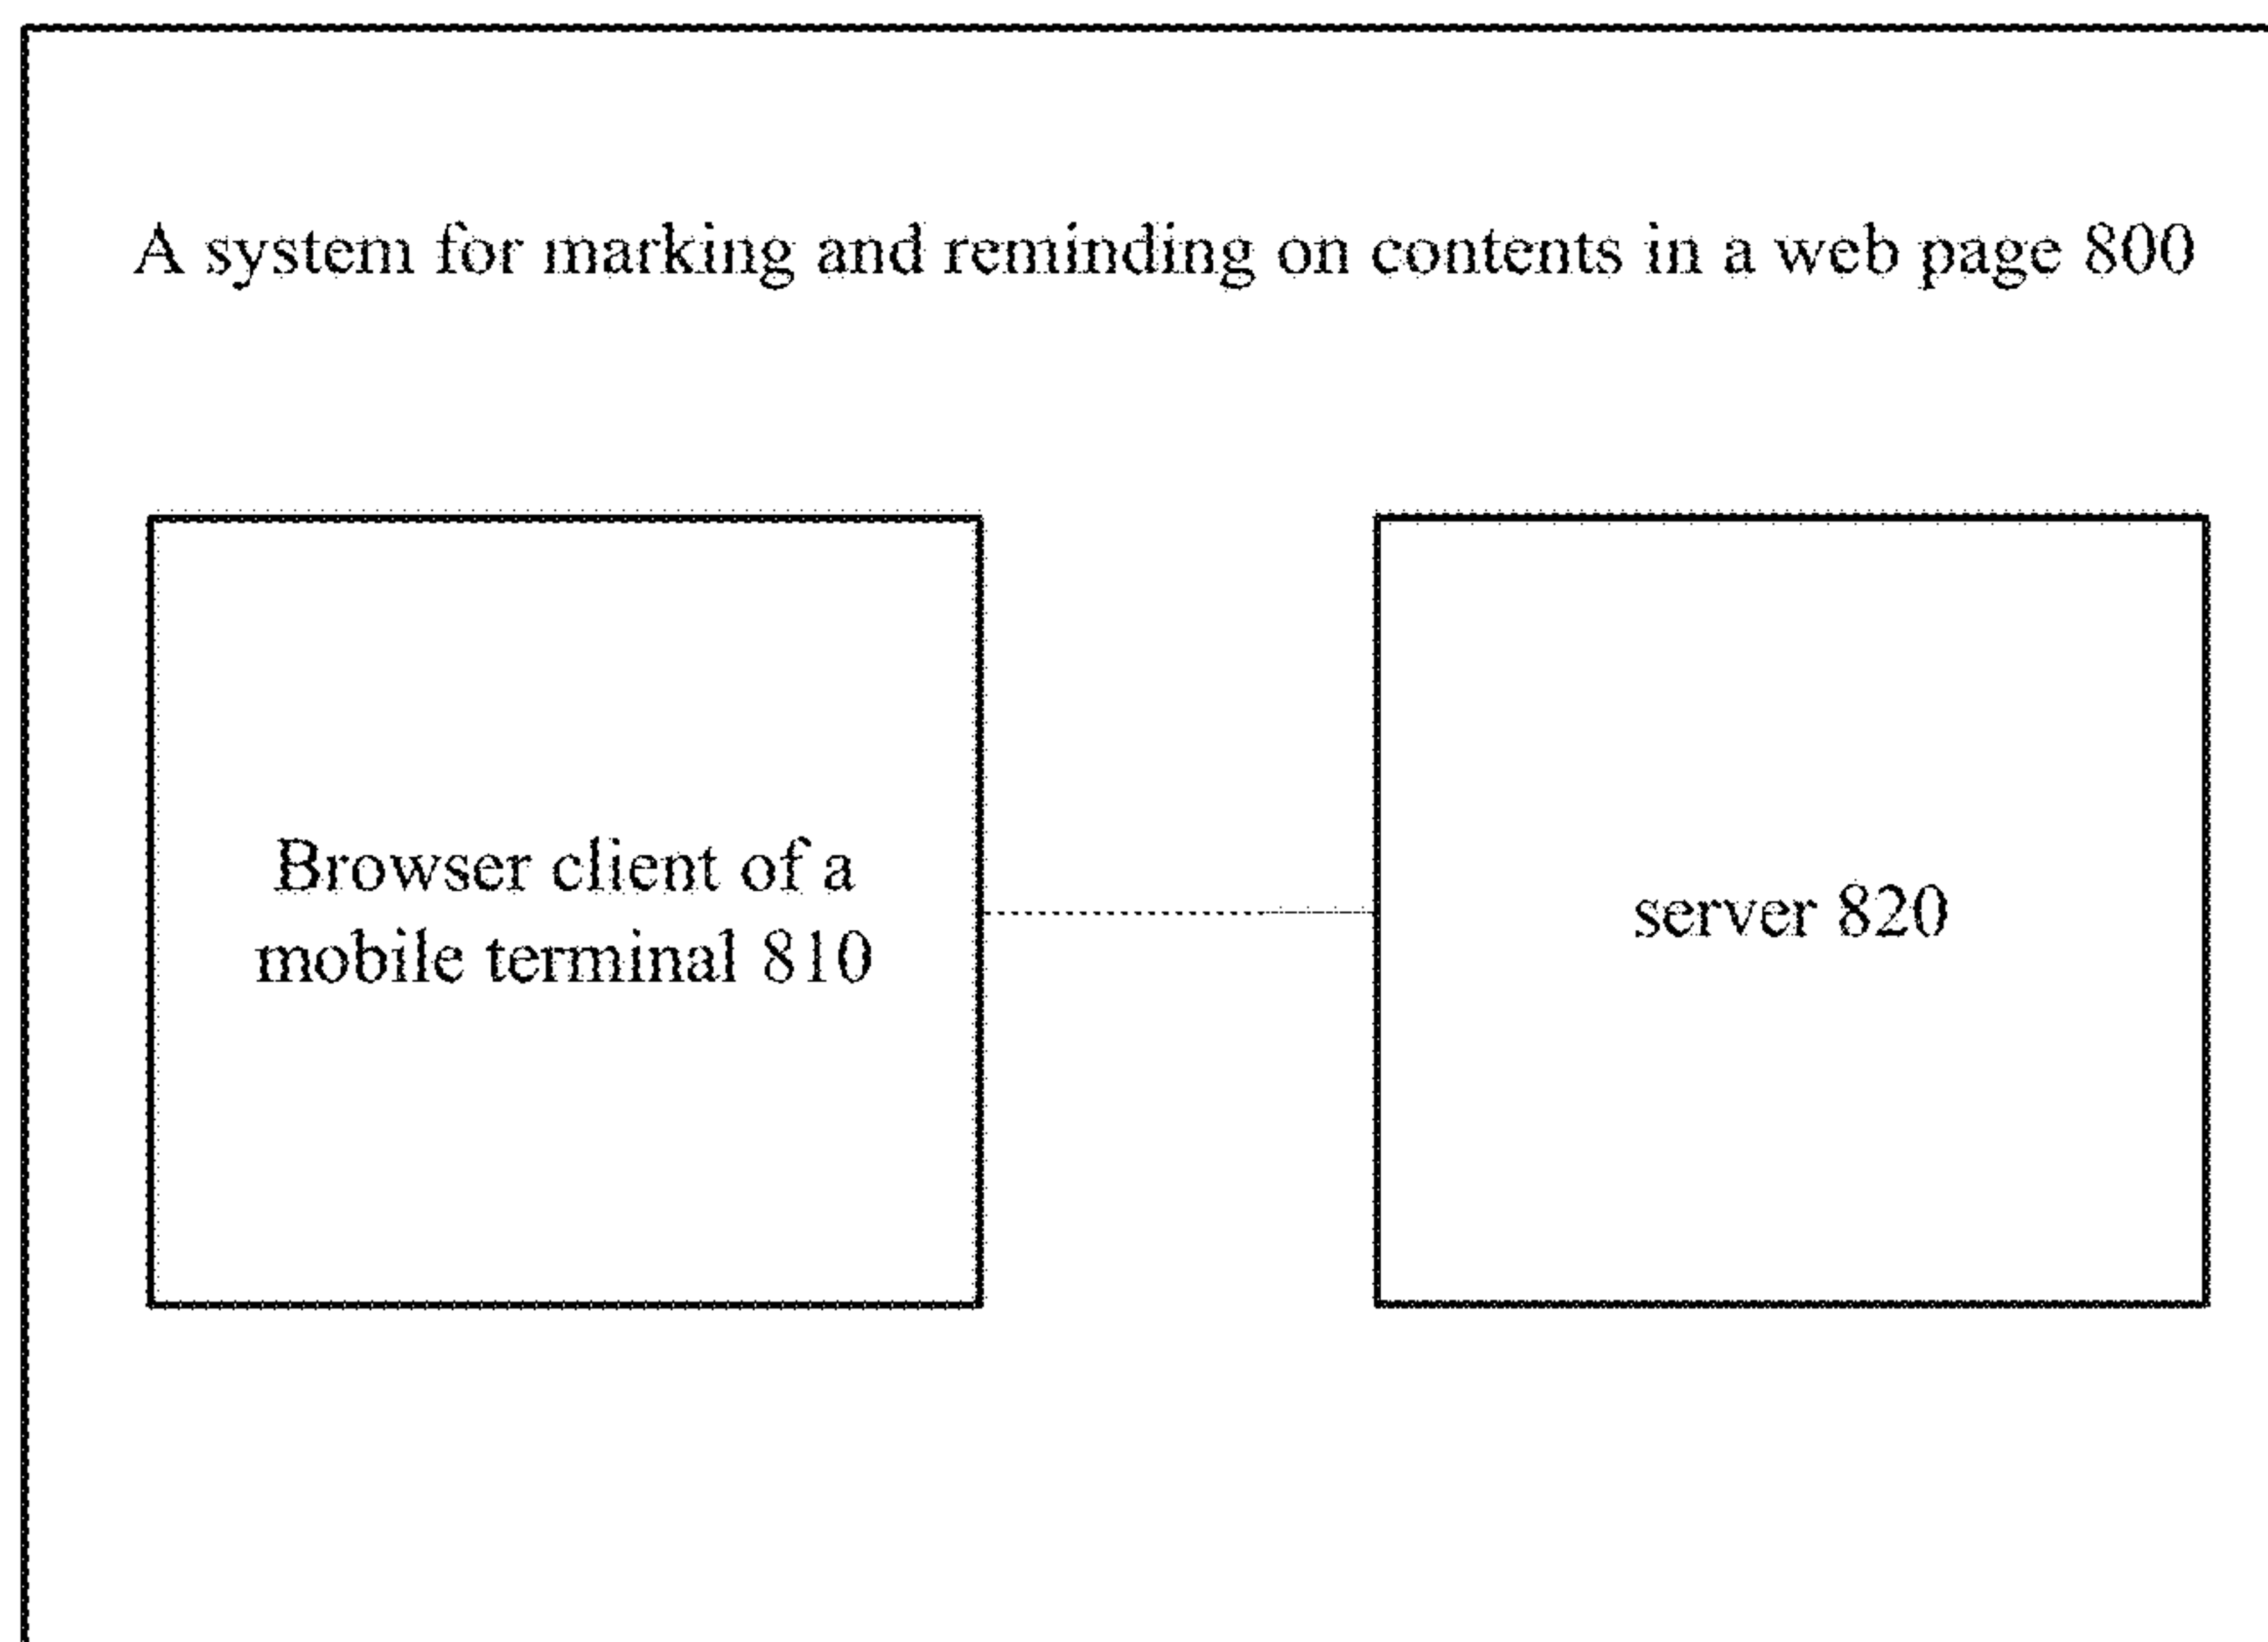 A system for marking and reminding on contents in a web page 800
Browser client of a
mobile terminal 810
server 820